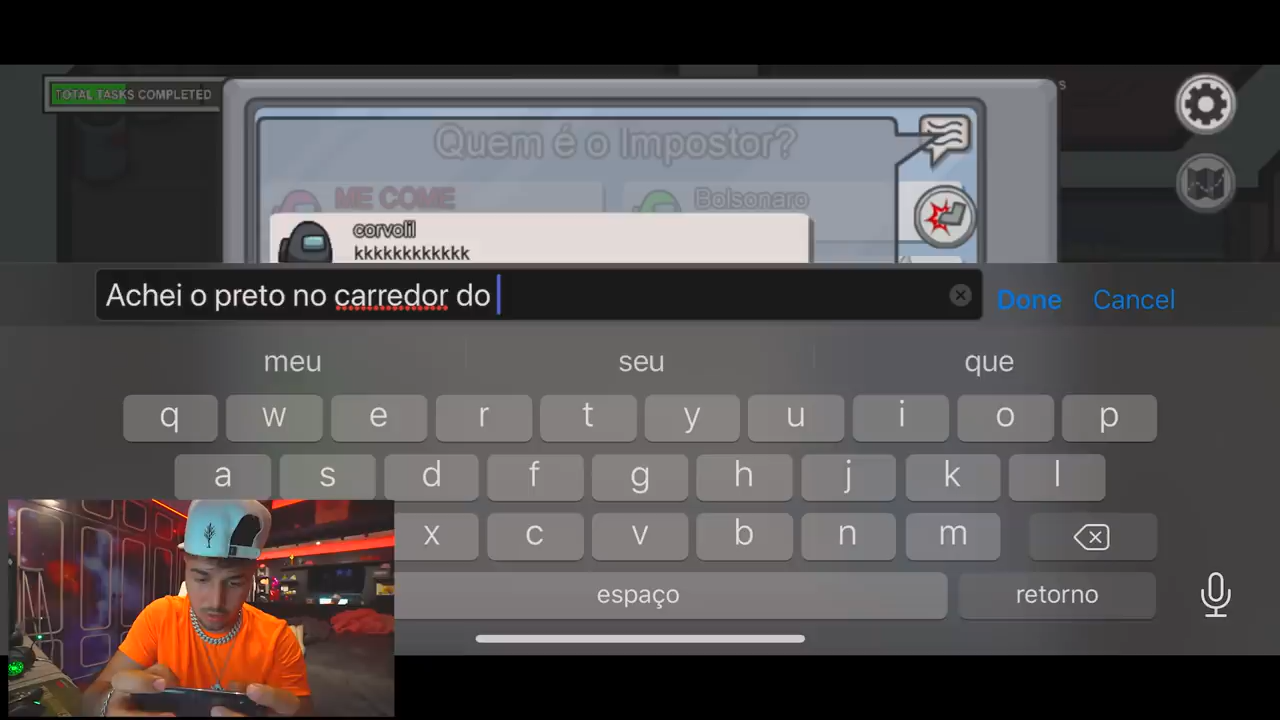 TOTAL TASKS COMPLETED
s
Quem é o Impostor?
ME COME
Bolsonaro
corvolil
kkkkkkkkkkkk
Achei o preto no carredor do
Done
Cancel
meu
seu
que
q w e r t y u i o p
a s d f g h j k l
x c v b n m
espaço
retorno